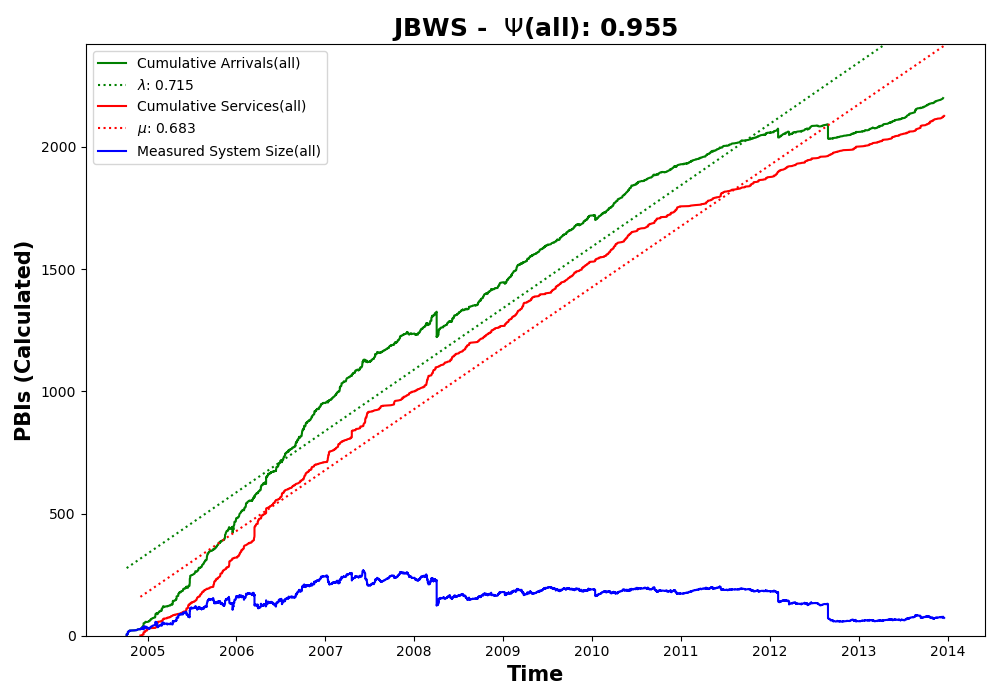 JBWS - Ψ(all): 0.955
Cumulative Arrivals(all)
λ: 0.715
Cumulative Services(all)
μ: 0.683
Measured System Size(all)
PBIs (Calculated)
2000
1500
1000
500
0
2005 2006 2007 2008 2009 2010 2011 2012 2013 2014
Time